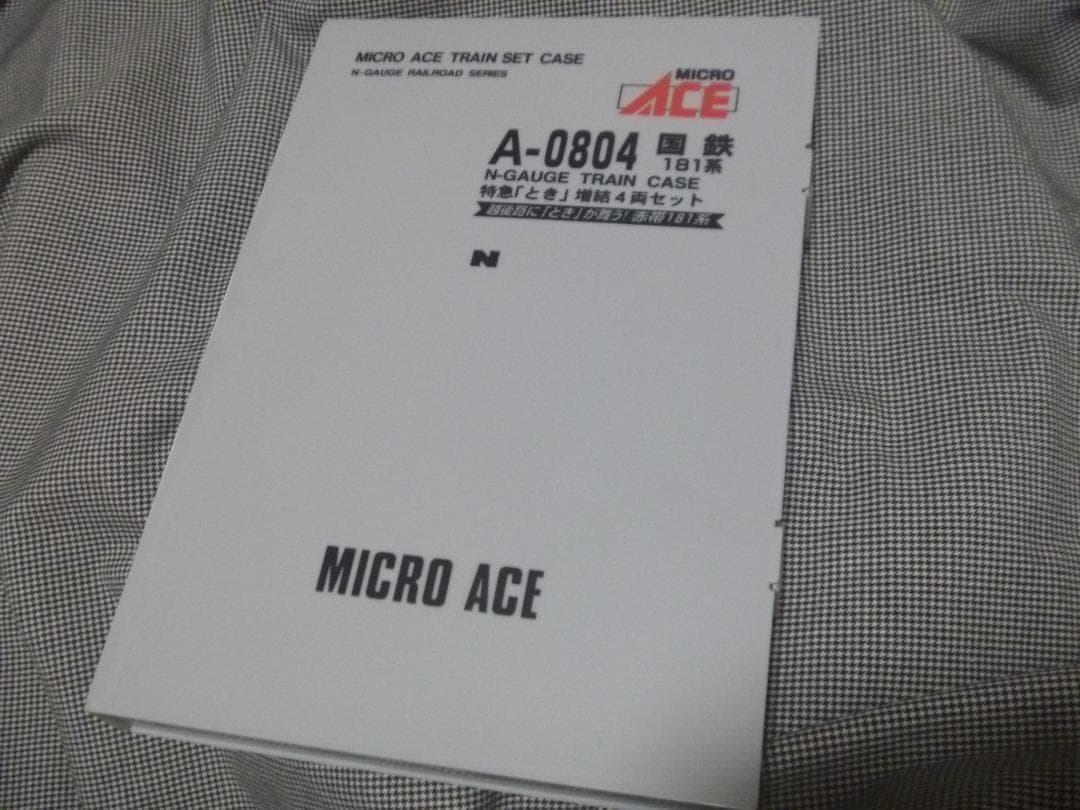 MICRO ACE TRAIN SET CASE
N-GAUGE RAILROAD SERIES
MICRO
ACE
A-0804 国鉄
181系
N-GAUGE TRAIN CASE
特急「とき」増結4両セット
越後路に「とき」が舞う!赤帯181系
N
MICRO ACE